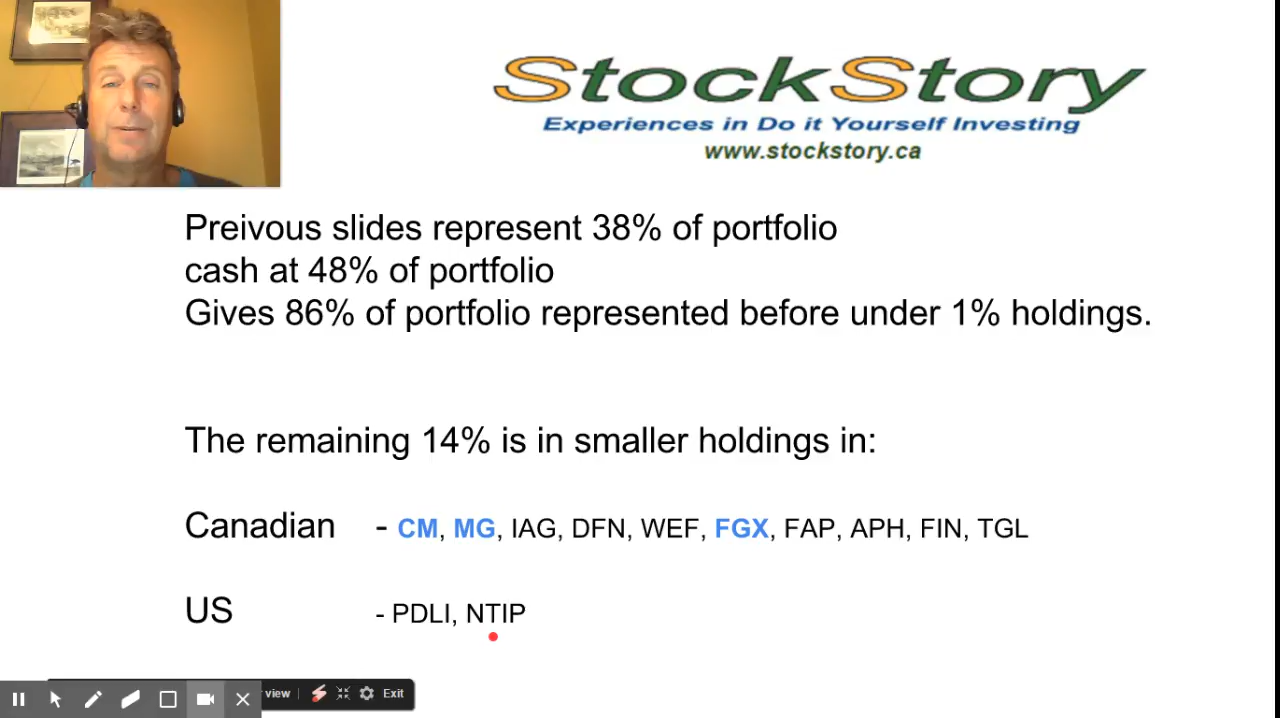 StockStory
Experiences in Do it Yourself Investing
www.stockstory.ca
Preivous slides represent 38% of portfolio
cash at 48% of portfolio
Gives 86% of portfolio represented before under 1% holdings.
The remaining 14% is in smaller holdings in:
Canadian - CM, MG, IAG, DFN, WEF, FGX, FAP, APH, FIN, TGL
US - PDLI, NTIP
view Exit